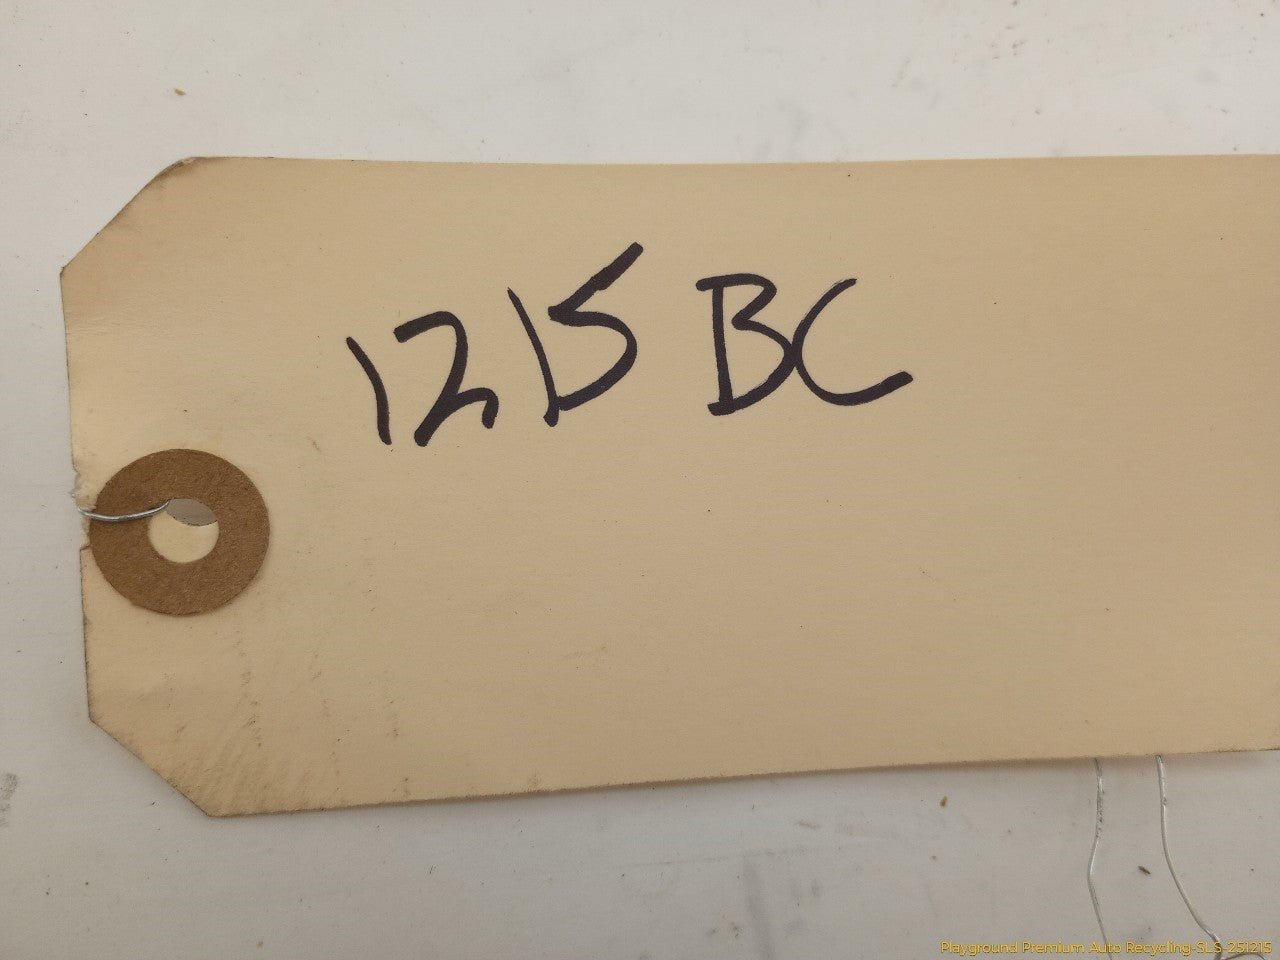 1215 BC
Playground Premium Auto Recycling-SLS-251215